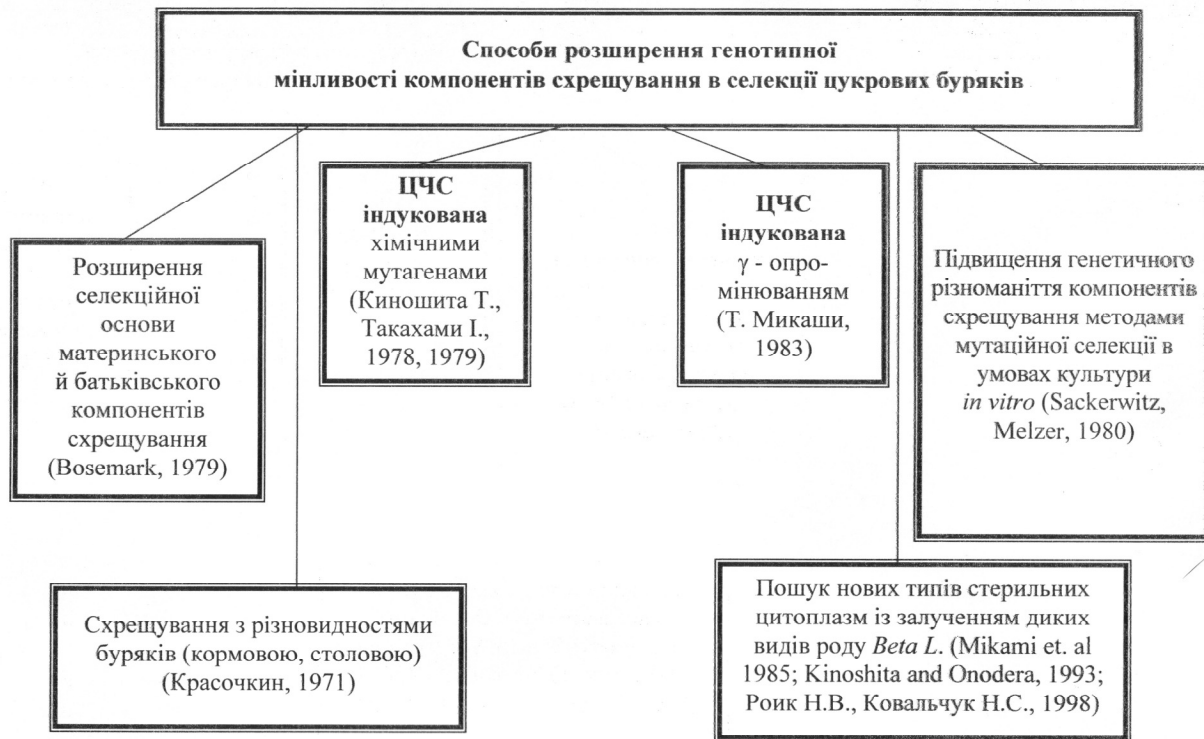 Способи розширення генотипної
мінливості компонентів схрещування в селекції цукрових буряків
Розширення
селекційної
основи
материнського
й батьківського
компонентів
схрещування
(Bosemark, 1979)
ЦЧС
індукована
хімічними
мутагенами
(Киношита Т.,
Такахами І.,
1978, 1979)
ЦЧС
індукована
γ - опро-
мінюванням
(Т. Микаши,
1983)
Підвищення генетичного
різноманіття компонентів
схрещування методами
мутаційної селекції в
умовах культури
in vitro (Sackerwitz,
Melzer, 1980)
Схрещування з різновидностями
буряків (кормовою, столовою)
(Красочкин, 1971)
Пошук нових типів стерильних
цитоплазм із залученням диких
видів роду Beta L. (Mikami et. al
1985; Kinoshita and Onodera, 1993;
Роик Н.В., Ковальчук Н.С., 1998)